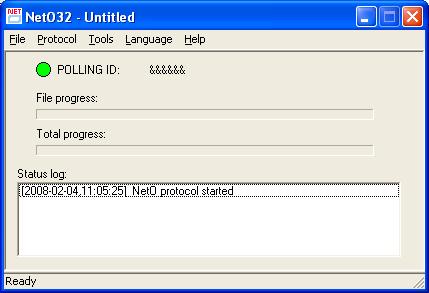 NET
NetO32 - Untitled
File Protocol Tools Language Help
POLLING ID: &&&&&&
File progress:
Total progress:
Status log:
[2008-02-04,11:05:25] NetO protocol started
Ready